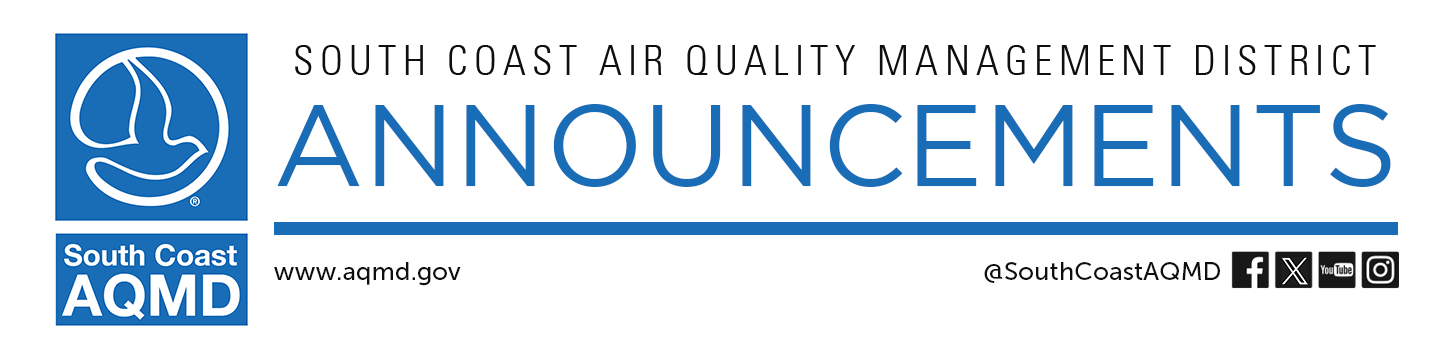 SOUTH COAST AIR QUALITY MANAGEMENT DISTRICT
ANNOUNCEMENTS
®
South Coast
AQMD
www.aqmd.gov
@SouthCoastAQMD
YouTube